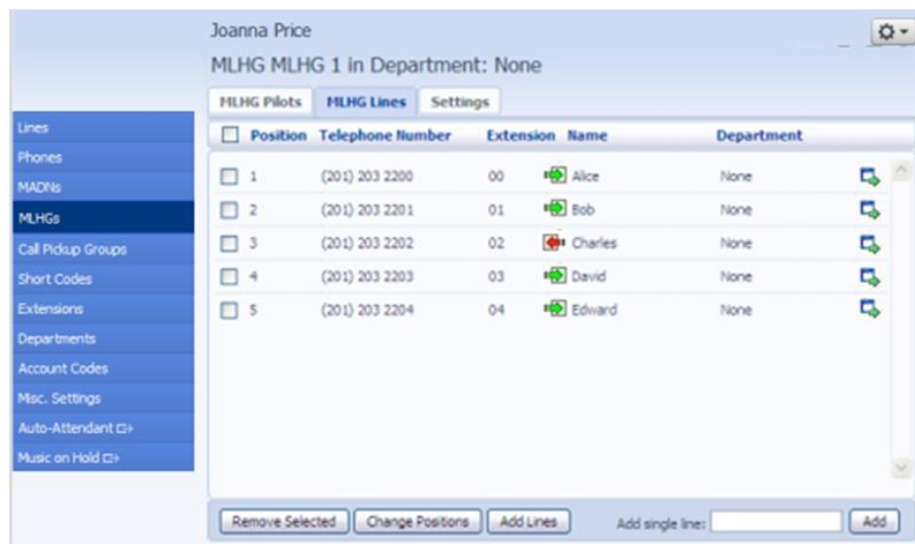 Joanna Price
MLHG MLHG 1 in Department: None
MLHG Pilots MLHG Lines Settings
Lines
Phones
MADNs
MLHGs
Call Pickup Groups
Short Codes
Extensions
Departments
Account Codes
Misc. Settings
Auto-Attendant
Music on Hold
Position Telephone Number Extension Name Department
1 (201) 203 2200 00 Alice None
2 (201) 203 2201 01 Bob None
3 (201) 203 2202 02 Charles None
4 (201) 203 2203 03 David None
5 (201) 203 2204 04 Edward None
Remove Selected Change Positions Add Lines Add single line: Add